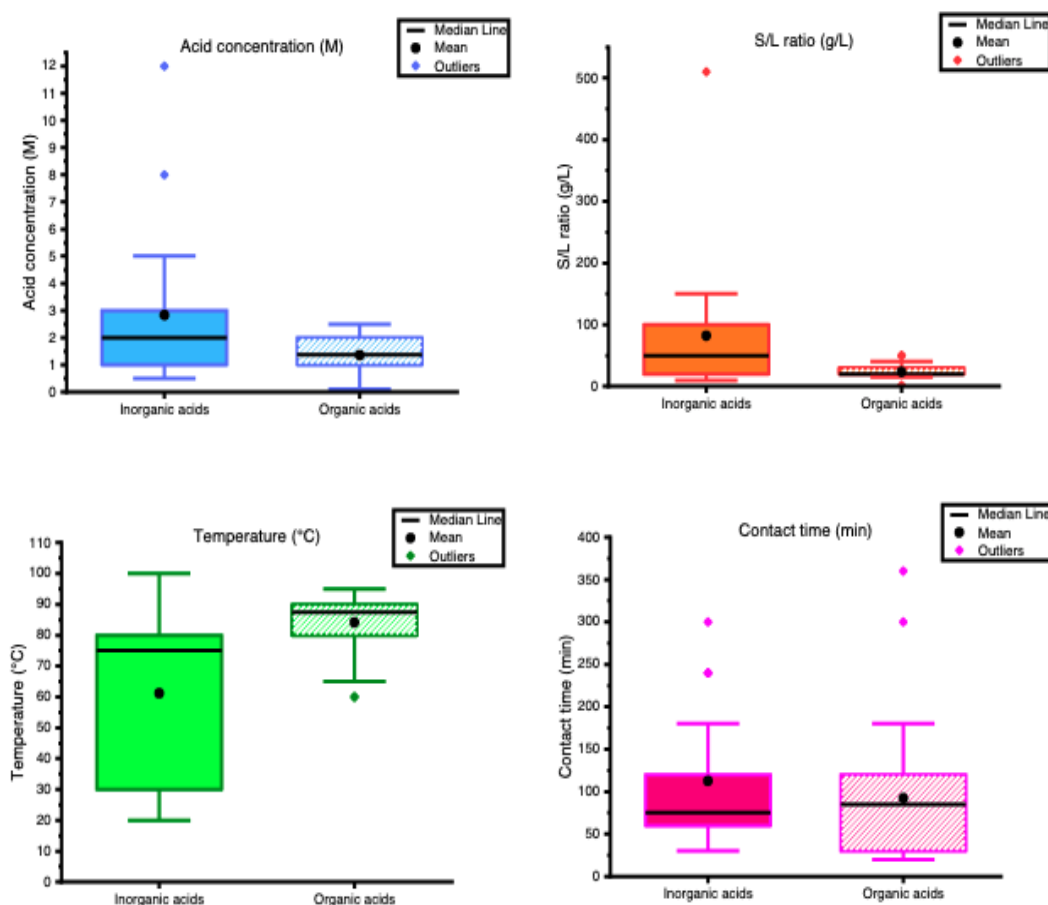 Acid concentration (M)
Median Line
Mean
Outliers
Acid concentration (M)
12
11
10
9
8
7
6
5
4
3
2
1
0
Inorganic acids
Organic acids
S/L ratio (g/L)
Median Line
Mean
Outliers
S/L ratio (g/L)
500
400
300
200
100
0
Inorganic acids
Organic acids
Temperature (°C)
Median Line
Mean
Outliers
Temperature (°C)
110
100
90
80
70
60
50
40
30
20
10
0
Inorganic acids
Organic acids
Contact time (min)
Median Line
Mean
Outliers
Contact time (min)
400
350
300
250
200
150
100
50
0
Inorganic acids
Organic acids